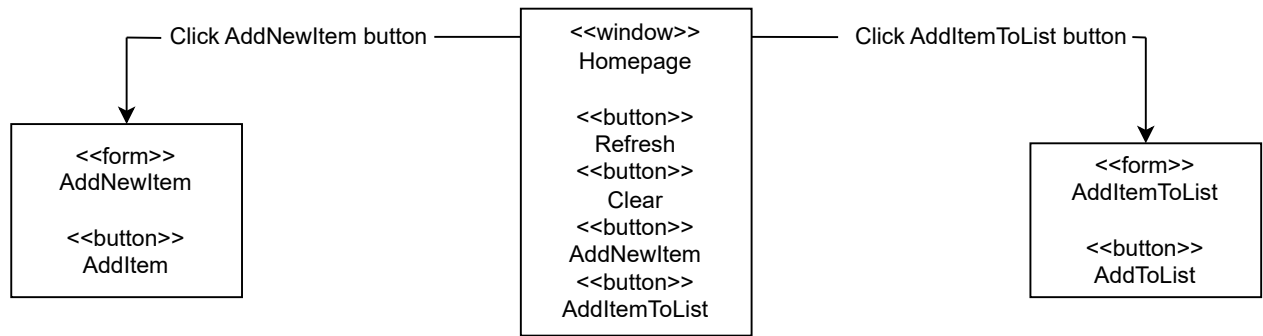 Click AddNewItem button
<<window>>
Homepage
<<button>>
Refresh
<<button>>
Clear
<<button>>
AddNewItem
<<button>>
AddItemToList
Click AddItemToList button
<<form>>
AddNewItem
<<button>>
AddItem
<<form>>
AddItemToList
<<button>>
AddToList